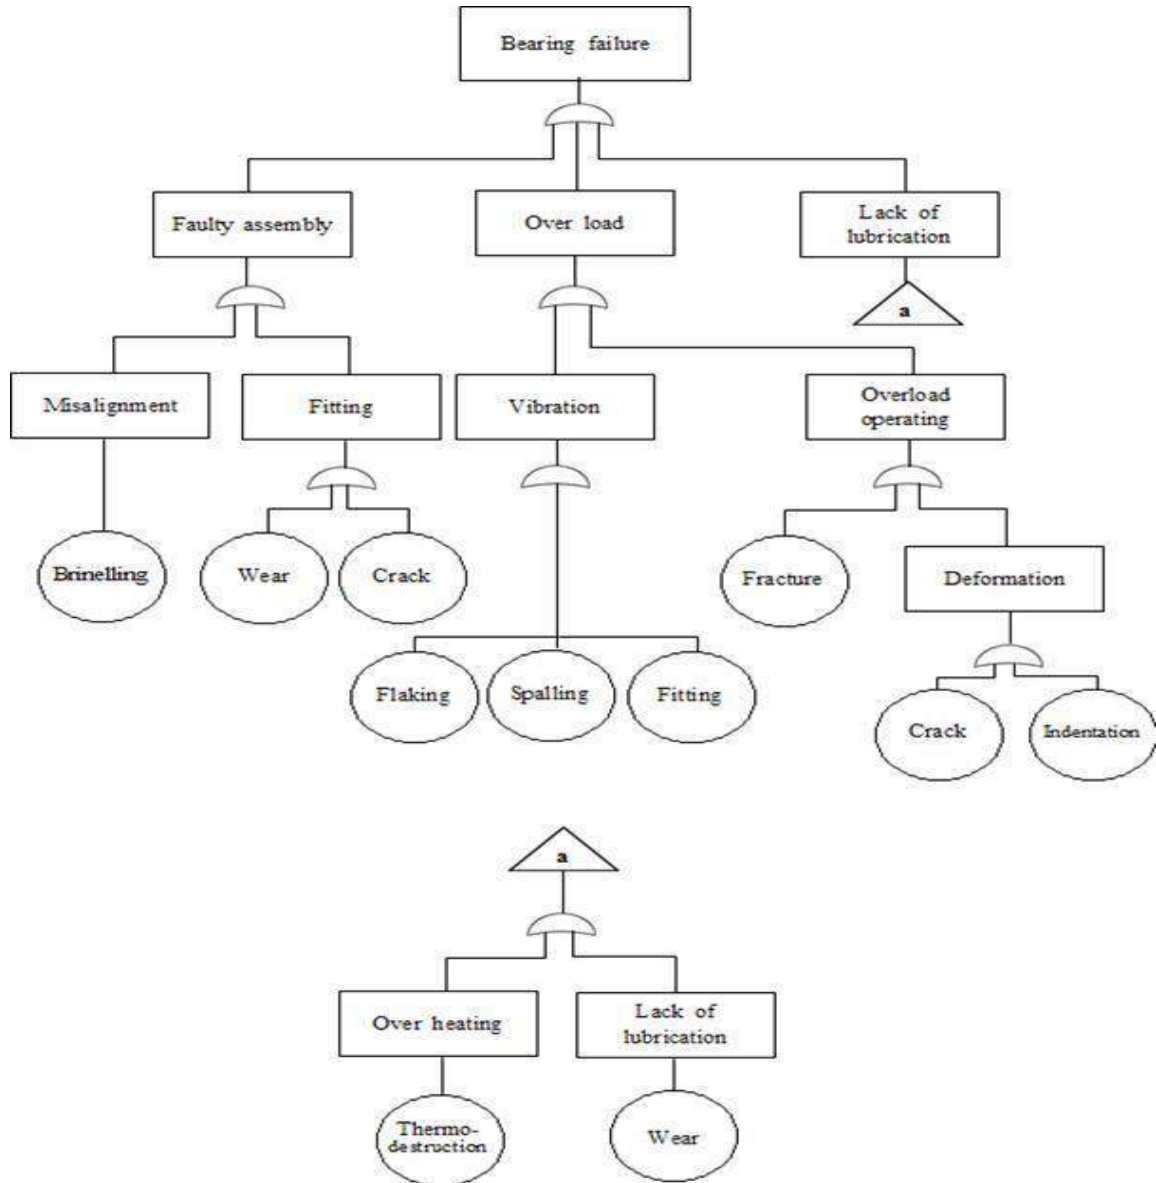 Bearing failure
Faulty assembly
Over load
Lack of
lubrication
a
Misalignment
Fitting
Vibration
Overload
operating
Brinelling
Wear
Crack
Fracture
Deformation
Flaking
Spalling
Fitting
Crack
Indentation
a
Over heating
Lack of
lubrication
Thermo-
destruction
Wear